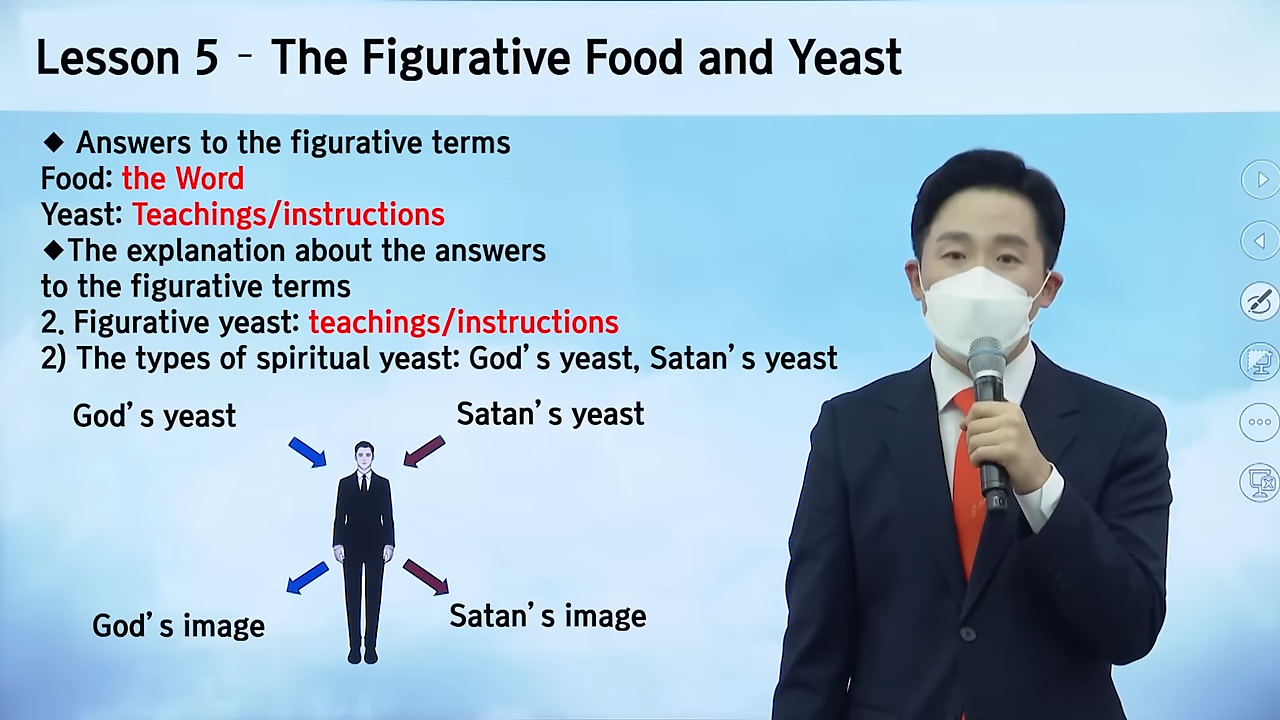 Lesson 5 - The Figurative Food and Yeast
◆ Answers to the figurative terms
Food: the Word
Yeast: Teachings/instructions
◆The explanation about the answers
to the figurative terms
2. Figurative yeast: teachings/instructions
2) The types of spiritual yeast: God's yeast, Satan's yeast
God's yeast
Satan's yeast
God's image
Satan's image